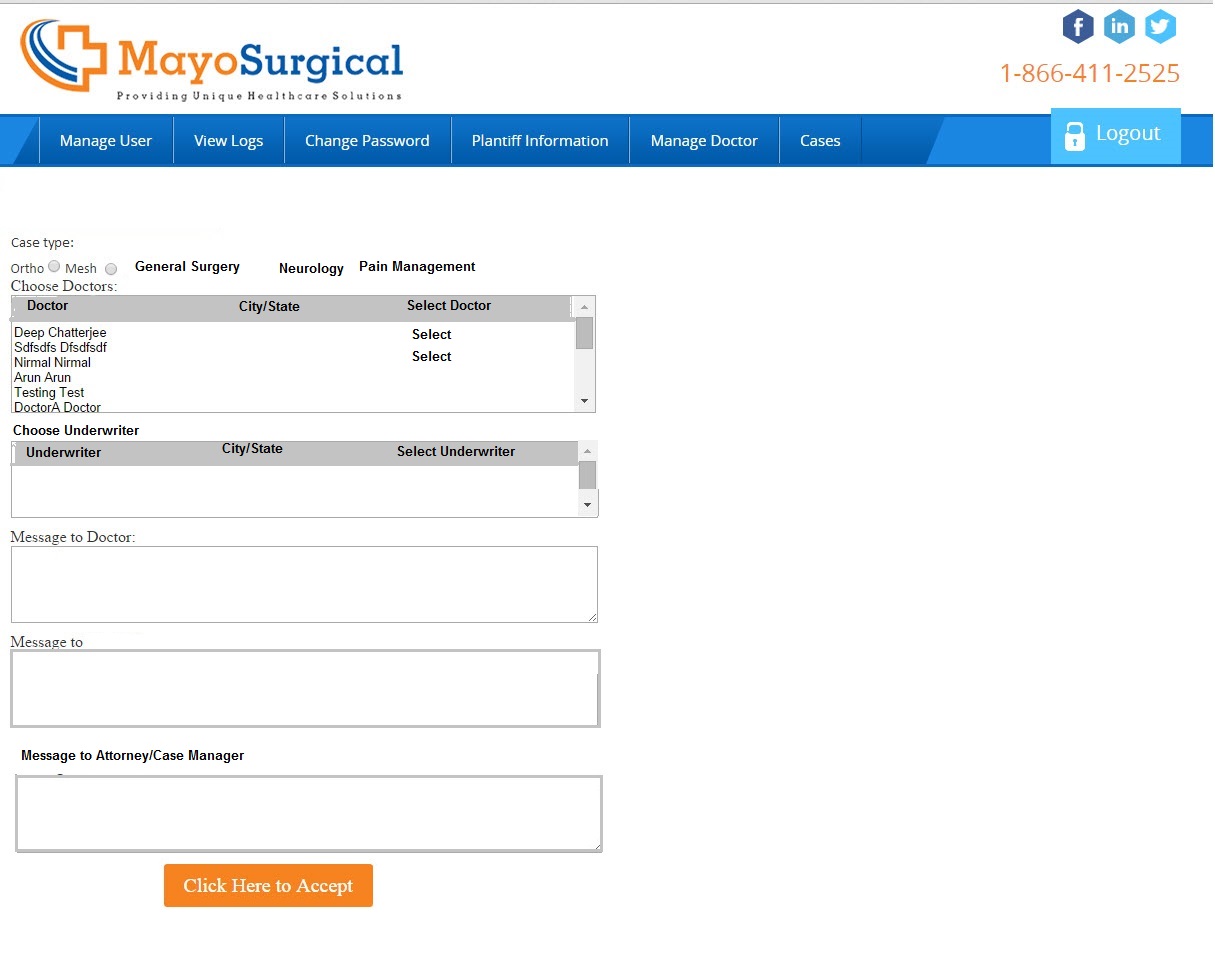 MayoSurgical
Providing Unique Healthcare Solutions
f in
1-866-411-2525
Manage User View Logs Change Password Plantiff Information Manage Doctor Cases Logout
Case type:
Ortho Mesh General Surgery Neurology Pain Management
Choose Doctors:
Doctor City/State Select Doctor
Deep Chatterjee Select
Sdfsdfs Dfsdfsdf
Nirmal Nirmal Select
Arun Arun
Testing Test
DoctorA Doctor
Choose Underwriter
Underwriter City/State Select Underwriter
Message to Doctor:
Message to
Message to Attorney/Case Manager
Click Here to Accept